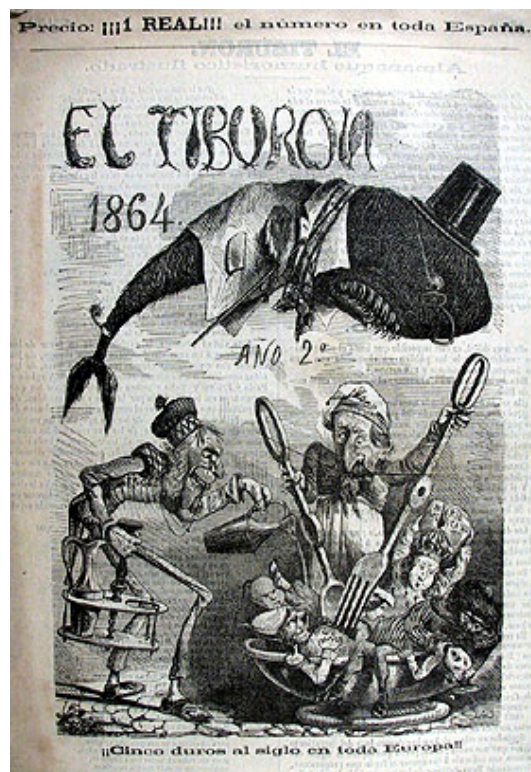 Precio: ¡¡¡1 REAL!!! el número en toda España.
EL TIBURON
1864.
AÑO 2º
¡¡Cinco duros al siglo en toda Europa!!